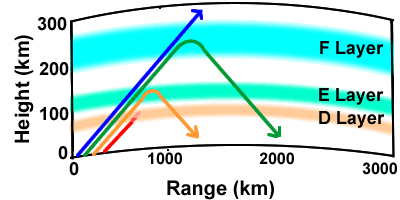 300
200
100
0
Height (km)
F Layer
E Layer
D Layer
0
1000
2000
3000
Range (km)